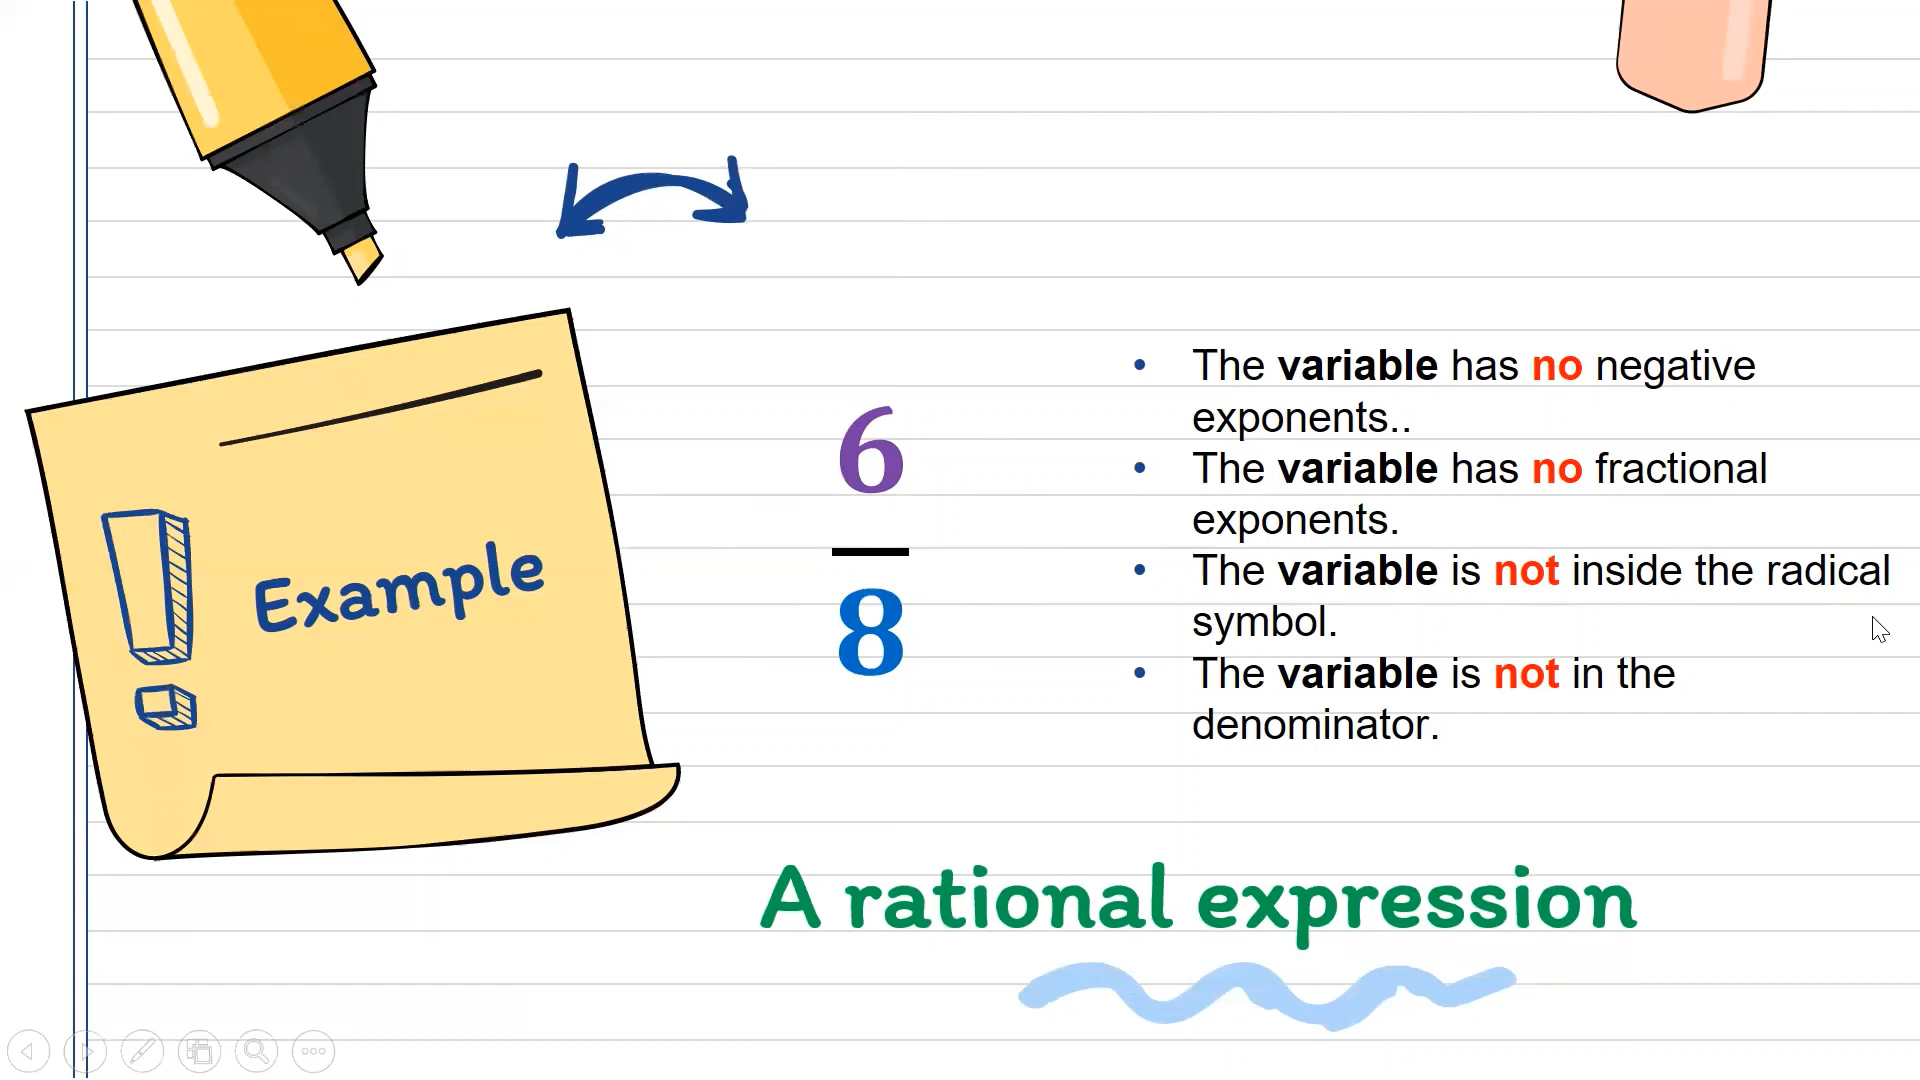 Example
6
8
• The variable has no negative
exponents..
• The variable has no fractional
exponents.
• The variable is not inside the radical
symbol.
• The variable is not in the
denominator.
A rational expression